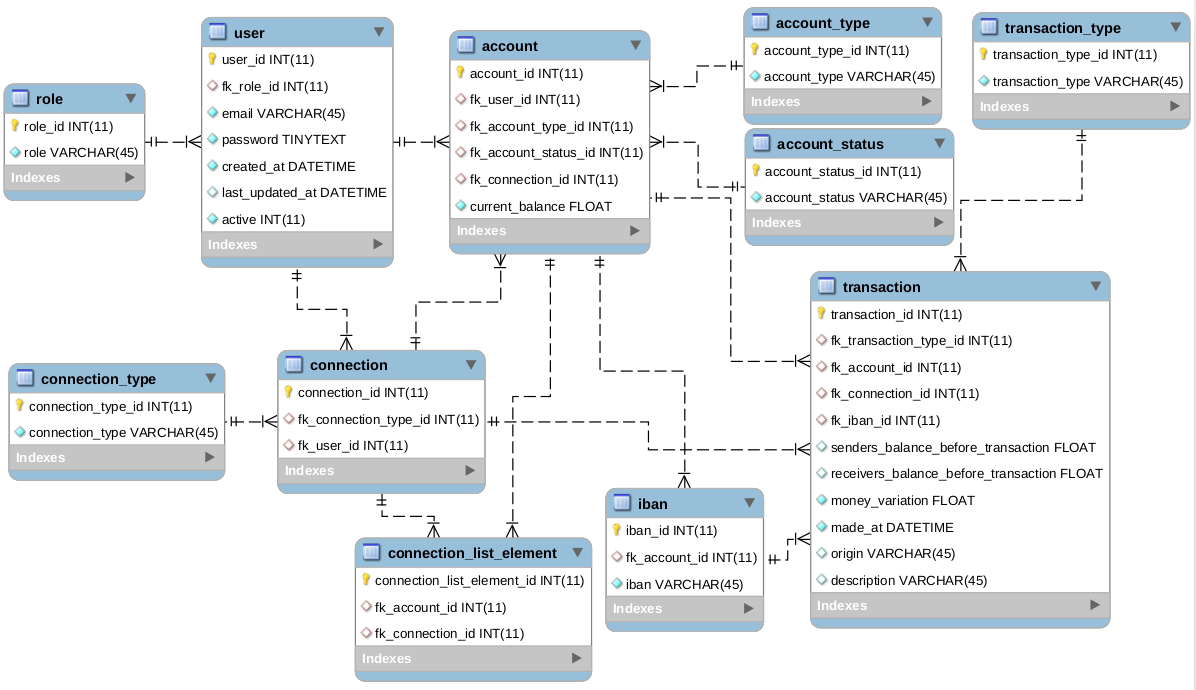 role
role_id INT(11)
role VARCHAR(45)
Indexes
user
user_id INT(11)
fk_role_id INT(11)
email VARCHAR(45)
password TINYTEXT
created_at DATETIME
last_updated_at DATETIME
active INT(11)
Indexes
account
account_id INT(11)
fk_user_id INT(11)
fk_account_type_id INT(11)
fk_account_status_id INT(11)
fk_connection_id INT(11)
current_balance FLOAT
Indexes
account_type
account_type_id INT(11)
account_type VARCHAR(45)
Indexes
transaction_type
transaction_type_id INT(11)
transaction_type VARCHAR(45)
Indexes
account_status
account_status_id INT(11)
account_status VARCHAR(45)
Indexes
connection_type
connection_type_id INT(11)
connection_type VARCHAR(45)
Indexes
connection
connection_id INT(11)
fk_connection_type_id INT(11)
fk_user_id INT(11)
Indexes
transaction
transaction_id INT(11)
fk_transaction_type_id INT(11)
fk_account_id INT(11)
fk_connection_id INT(11)
fk_iban_id INT(11)
senders_balance_before_transaction FLOAT
receivers_balance_before_transaction FLOAT
money_variation FLOAT
made_at DATETIME
origin VARCHAR(45)
description VARCHAR(45)
Indexes
iban
iban_id INT(11)
fk_account_id INT(11)
iban VARCHAR(45)
Indexes
connection_list_element
connection_list_element_id INT(11)
fk_account_id INT(11)
fk_connection_id INT(11)
Indexes